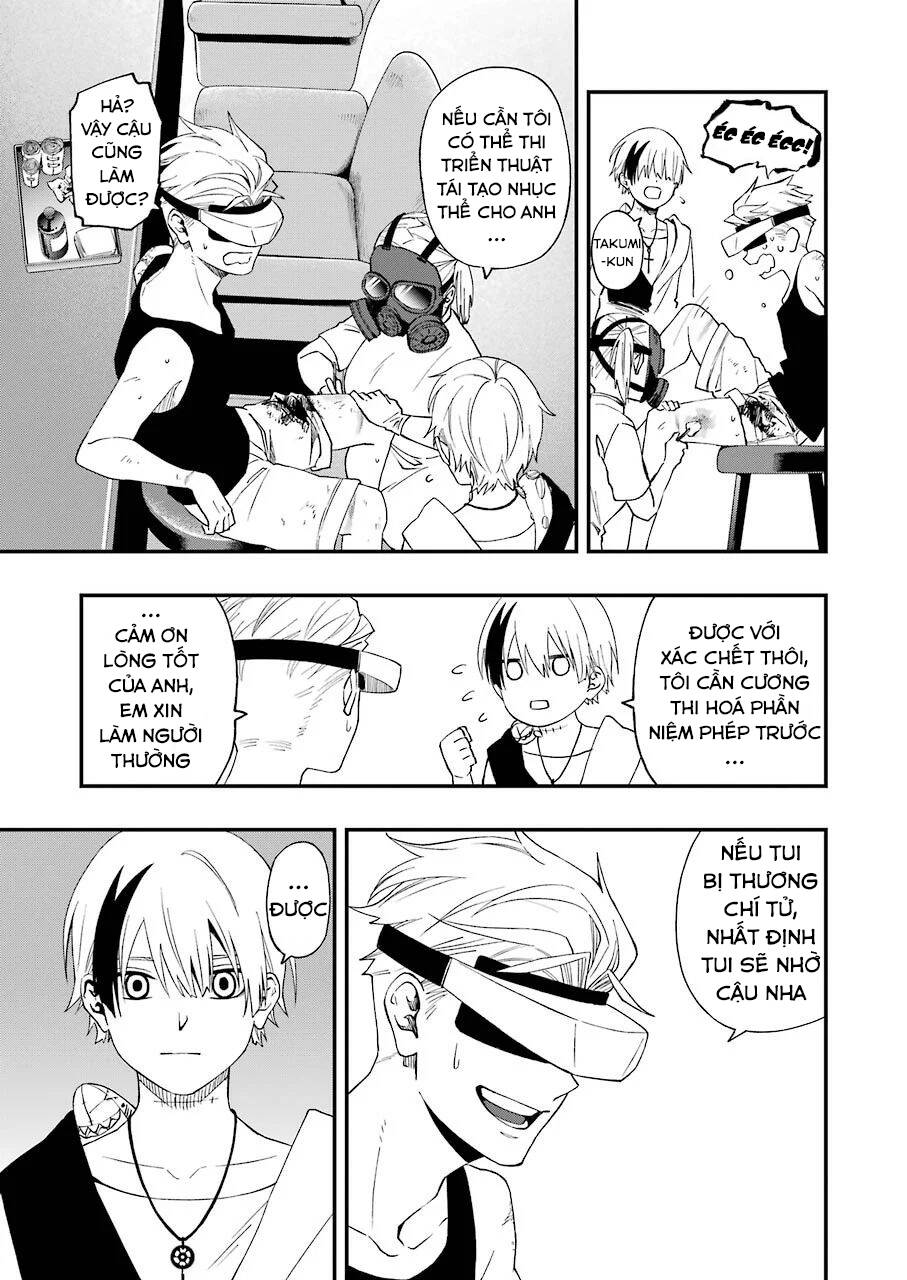 ÉC ÉC ÉCC!
TAKUMI
-KUN
NẾU CẦN TÔI
CÓ THỂ THI
TRIỂN THUẬT
TÁI TẠO NHỤC
THỂ CHO ANH
...
HẢ?
VẬY CẬU
CŨNG
LÀM
ĐƯỢC?
ĐƯỢC VỚI
XÁC CHẾT THÔI,
TÔI CẦN CƯƠNG
THI HOÁ PHẦN
NIỆM PHÉP TRƯỚC
...
...
CẢM ƠN
LÒNG TỐT
CỦA ANH,
EM XIN
LÀM NGƯỜI
THƯỜNG
NẾU TUI
BỊ THƯƠNG
CHÍ TỬ,
NHẤT ĐỊNH
TUI SẼ NHỜ
CẬU NHA
...
ĐƯỢC